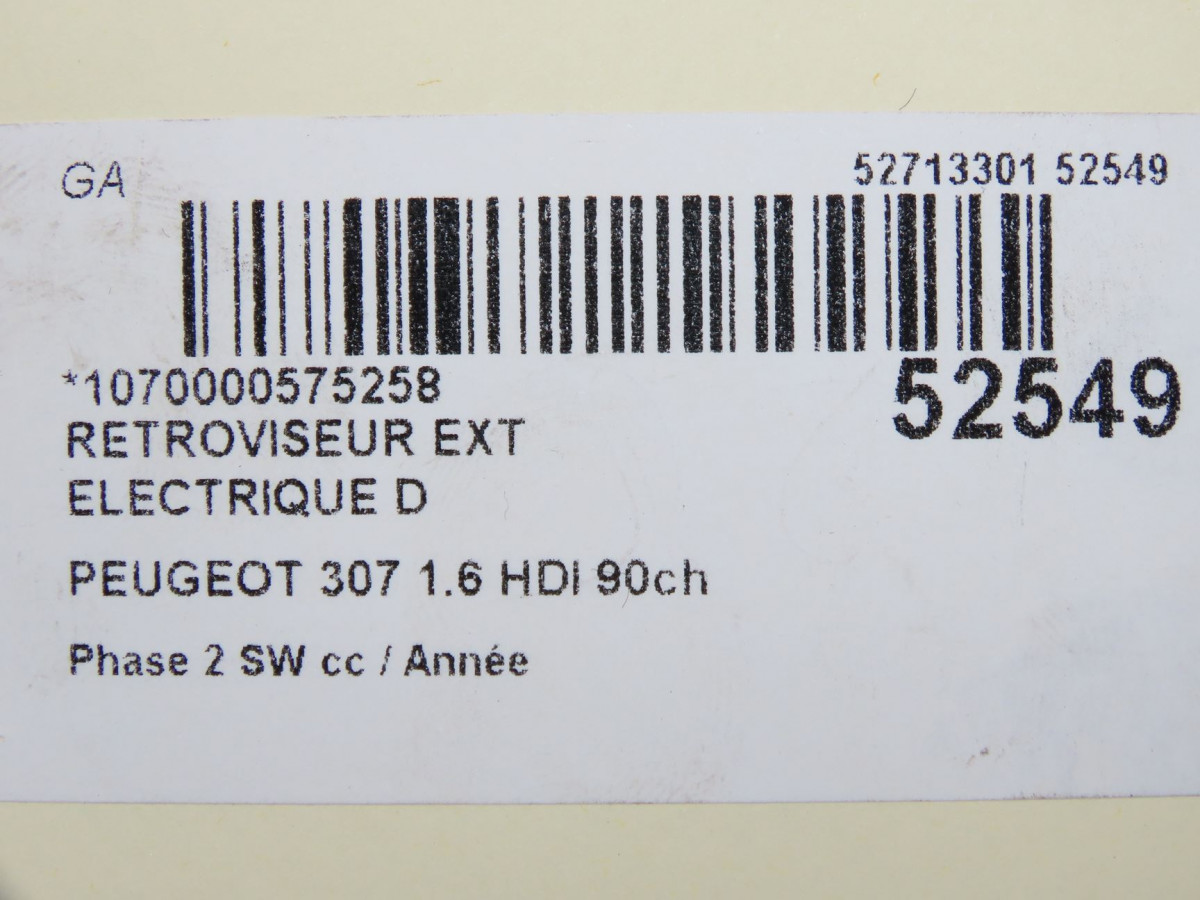 GA
52713301 52549
*1070000575258
52549
RETROVISEUR EXT
ELECTRIQUE D
PEUGEOT 307 1.6 HDI 90ch
Phase 2 SW cc / Année